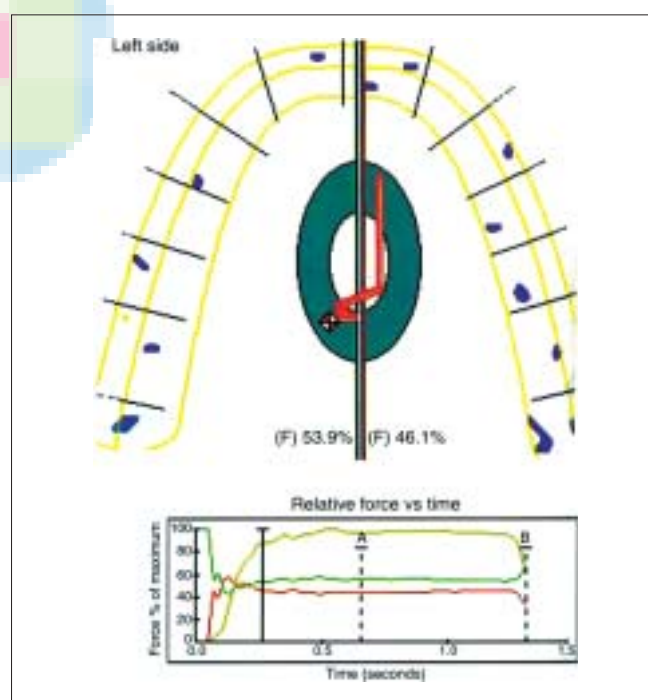 Left side
(F) 53.9% (F) 46.1%
Relative force vs time
Force % of maximum
100
80
60
40
20
0
A
B
0.0 0.5 1.0 1.5
Time (seconds)